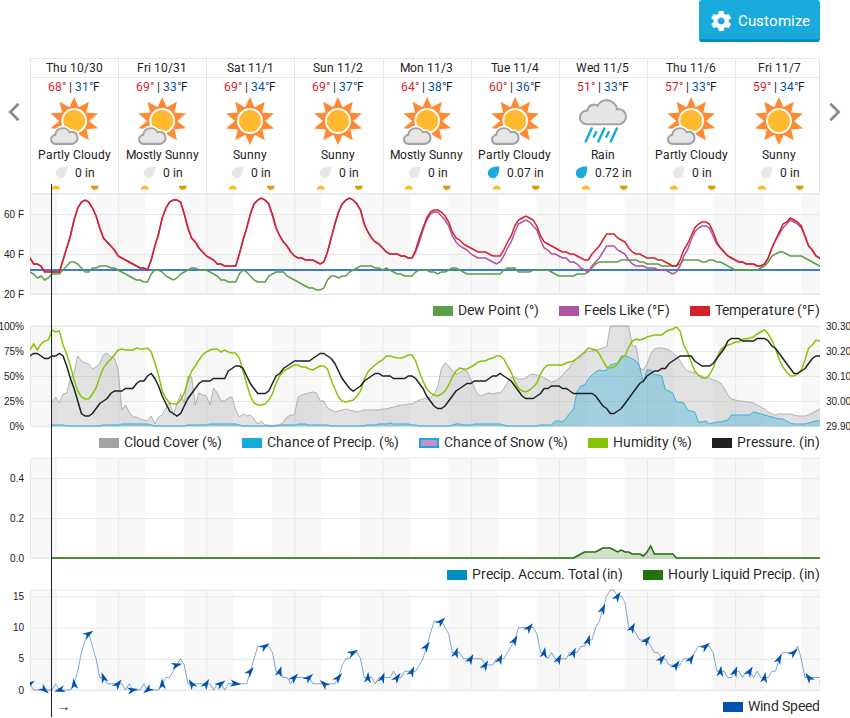 Customize
Thu 10/30 Fri 10/31 Sat 11/1 Sun 11/2 Mon 11/3 Tue 11/4 Wed 11/5 Thu 11/6 Fri 11/7
68° | 31°F 69° | 33°F 69° | 34°F 69° | 37°F 64° | 38°F 60° | 36°F 51° | 33°F 57° | 33°F 59° | 34°F
Partly Cloudy Mostly Sunny Sunny Sunny Mostly Sunny Partly Cloudy Rain Partly Cloudy Sunny
0 in 0 in 0 in 0 in 0 in 0.07 in 0.72 in 0 in 0 in
60 F
40 F
20 F
Dew Point (°) Feels Like (°F) Temperature (°F)
100% 30.30
75% 30.20
50% 30.10
25% 30.00
0% 29.90
Cloud Cover (%) Chance of Precip. (%) Chance of Snow (%) Humidity (%) Pressure. (in)
0.4
0.2
0.0
Precip. Accum. Total (in) Hourly Liquid Precip. (in)
15
10
5
0
→
Wind Speed